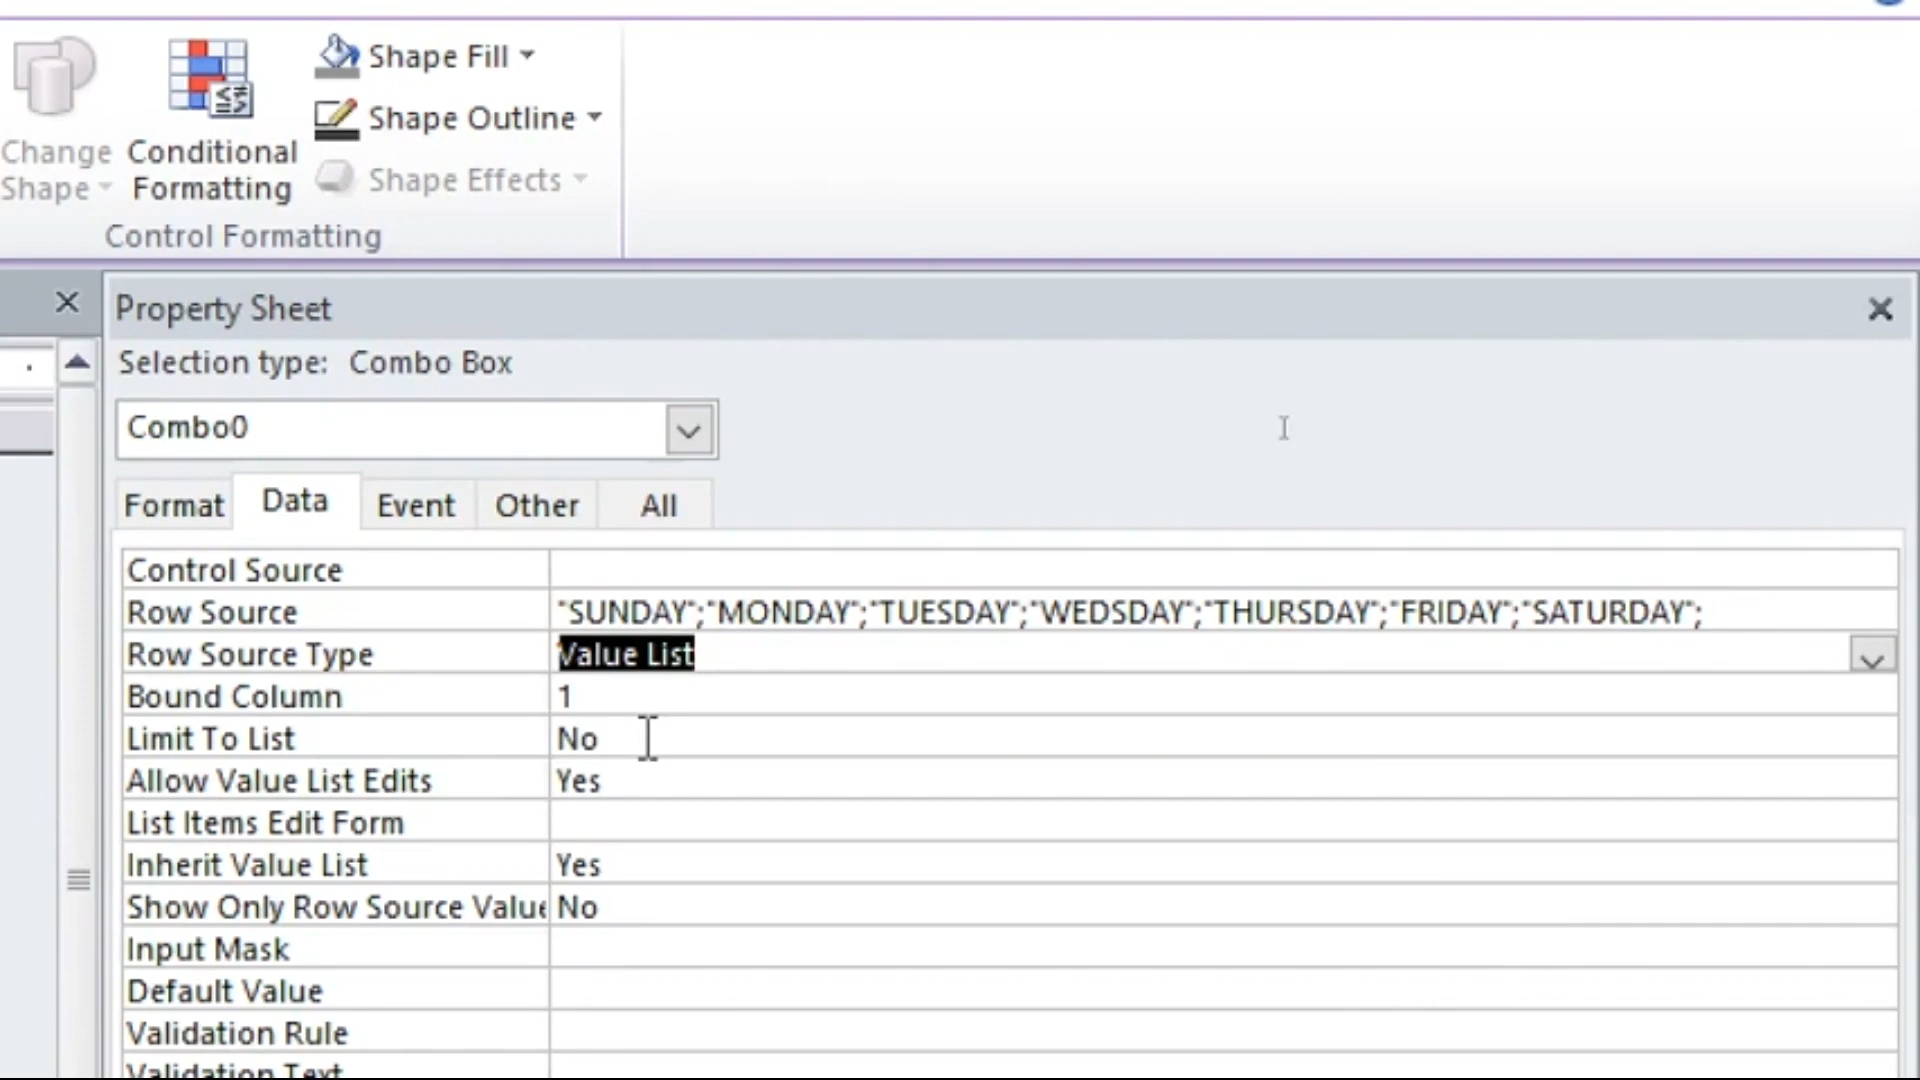 Shape Fill
Shape Outline
Shape Effects
Change
Shape
Conditional
Formatting
Control Formatting
Property Sheet
Selection type: Combo Box
Combo0
Format Data Event Other All
Control Source
Row Source "SUNDAY";"MONDAY";"TUESDAY";"WEDSDAY";"THURSDAY";"FRIDAY";"SATURDAY";
Row Source Type Value List
Bound Column 1
Limit To List No
Allow Value List Edits Yes
List Items Edit Form
Inherit Value List Yes
Show Only Row Source Value No
Input Mask
Default Value
Validation Rule
Validation Text